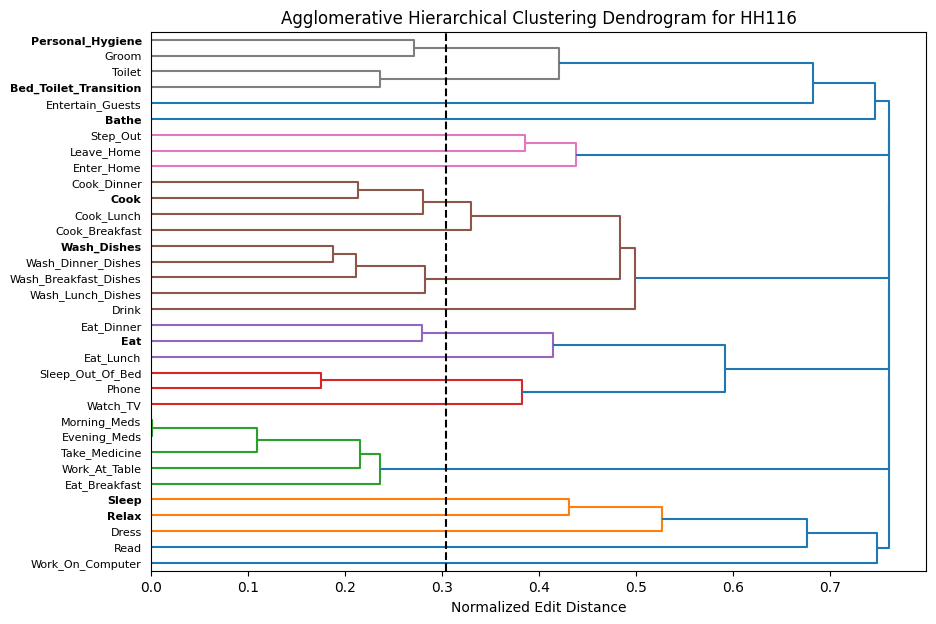 Agglomerative Hierarchical Clustering Dendrogram for HH116
Personal_Hygiene
Groom
Toilet
Bed_Toilet_Transition
Entertain_Guests
Bathe
Step_Out
Leave_Home
Enter_Home
Cook_Dinner
Cook
Cook_Lunch
Cook_Breakfast
Wash_Dishes
Wash_Dinner_Dishes
Wash_Breakfast_Dishes
Wash_Lunch_Dishes
Drink
Eat_Dinner
Eat
Eat_Lunch
Sleep_Out_Of_Bed
Phone
Watch_TV
Morning_Meds
Evening_Meds
Take_Medicine
Work_At_Table
Eat_Breakfast
Sleep
Relax
Dress
Read
Work_On_Computer
0.0 0.1 0.2 0.3 0.4 0.5 0.6 0.7
Normalized Edit Distance